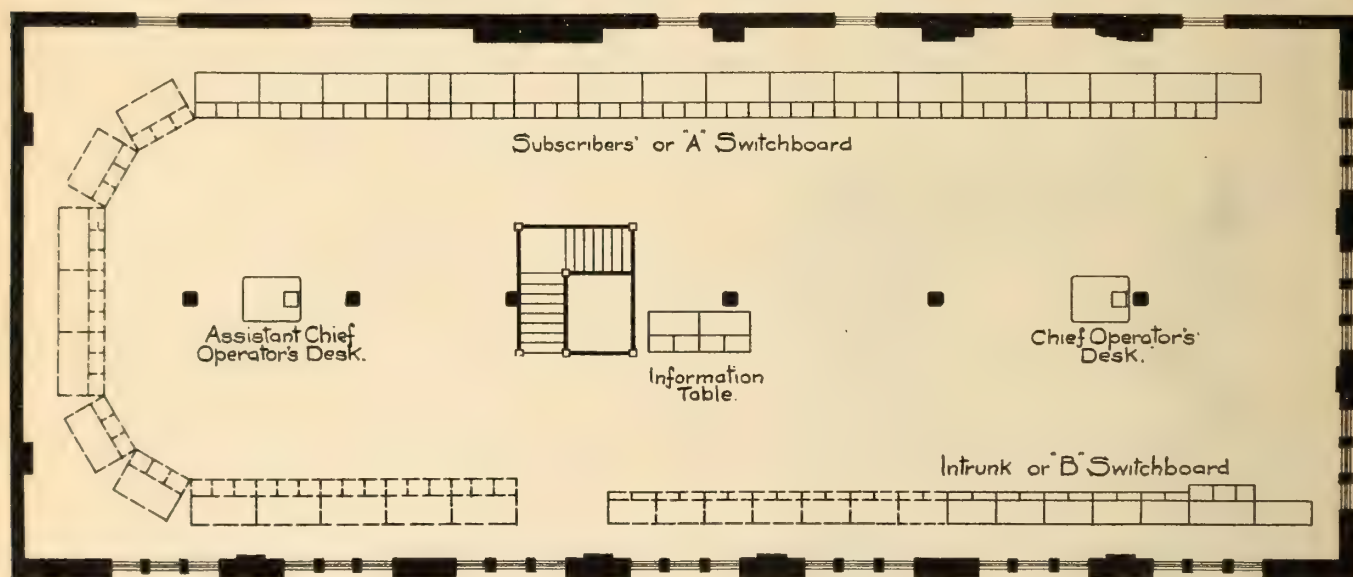 Subscribers' or "A" Switchboard
Assistant Chief
Operator's Desk.
Information
Table.
Chief Operator's
Desk.
Intrunk or "B" Switchboard